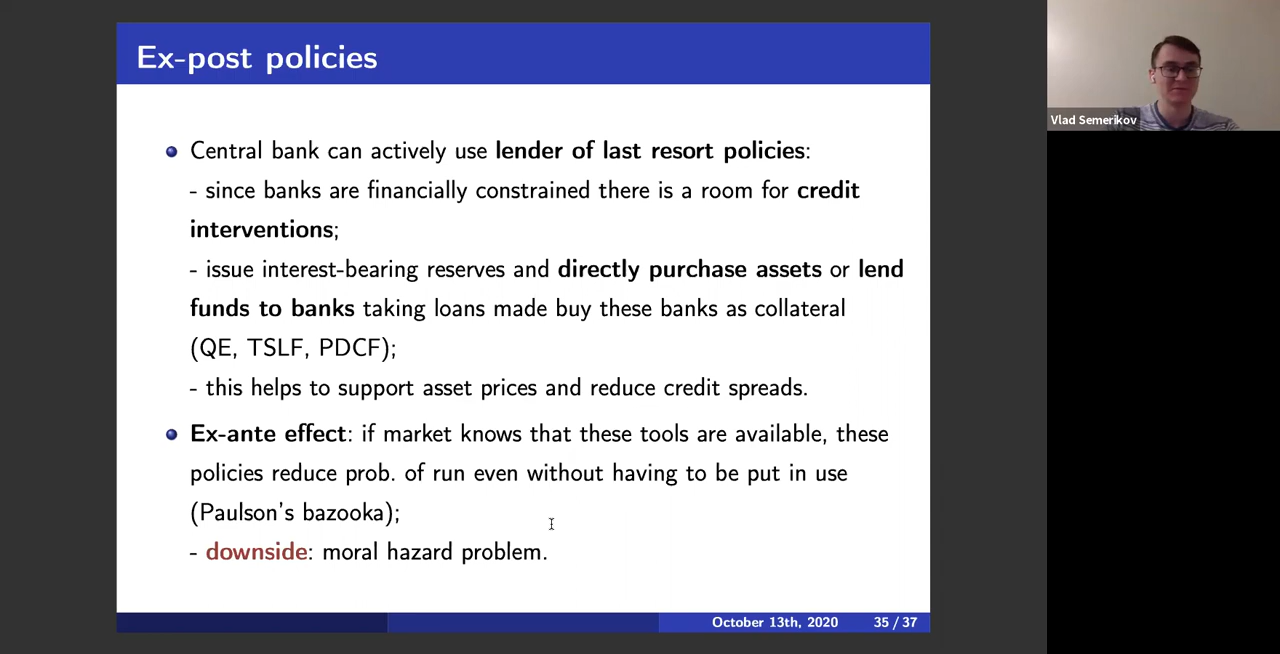 Ex-post policies
Vlad Semerikov
Central bank can actively use lender of last resort policies:
- since banks are financially constrained there is a room for credit
interventions;
- issue interest-bearing reserves and directly purchase assets or lend
funds to banks taking loans made buy these banks as collateral
(QE, TSLF, PDCF);
- this helps to support asset prices and reduce credit spreads.
Ex-ante effect: if market knows that these tools are available, these
policies reduce prob. of run even without having to be put in use
(Paulson's bazooka);
- downside: moral hazard problem.
October 13th, 2020 35 / 37